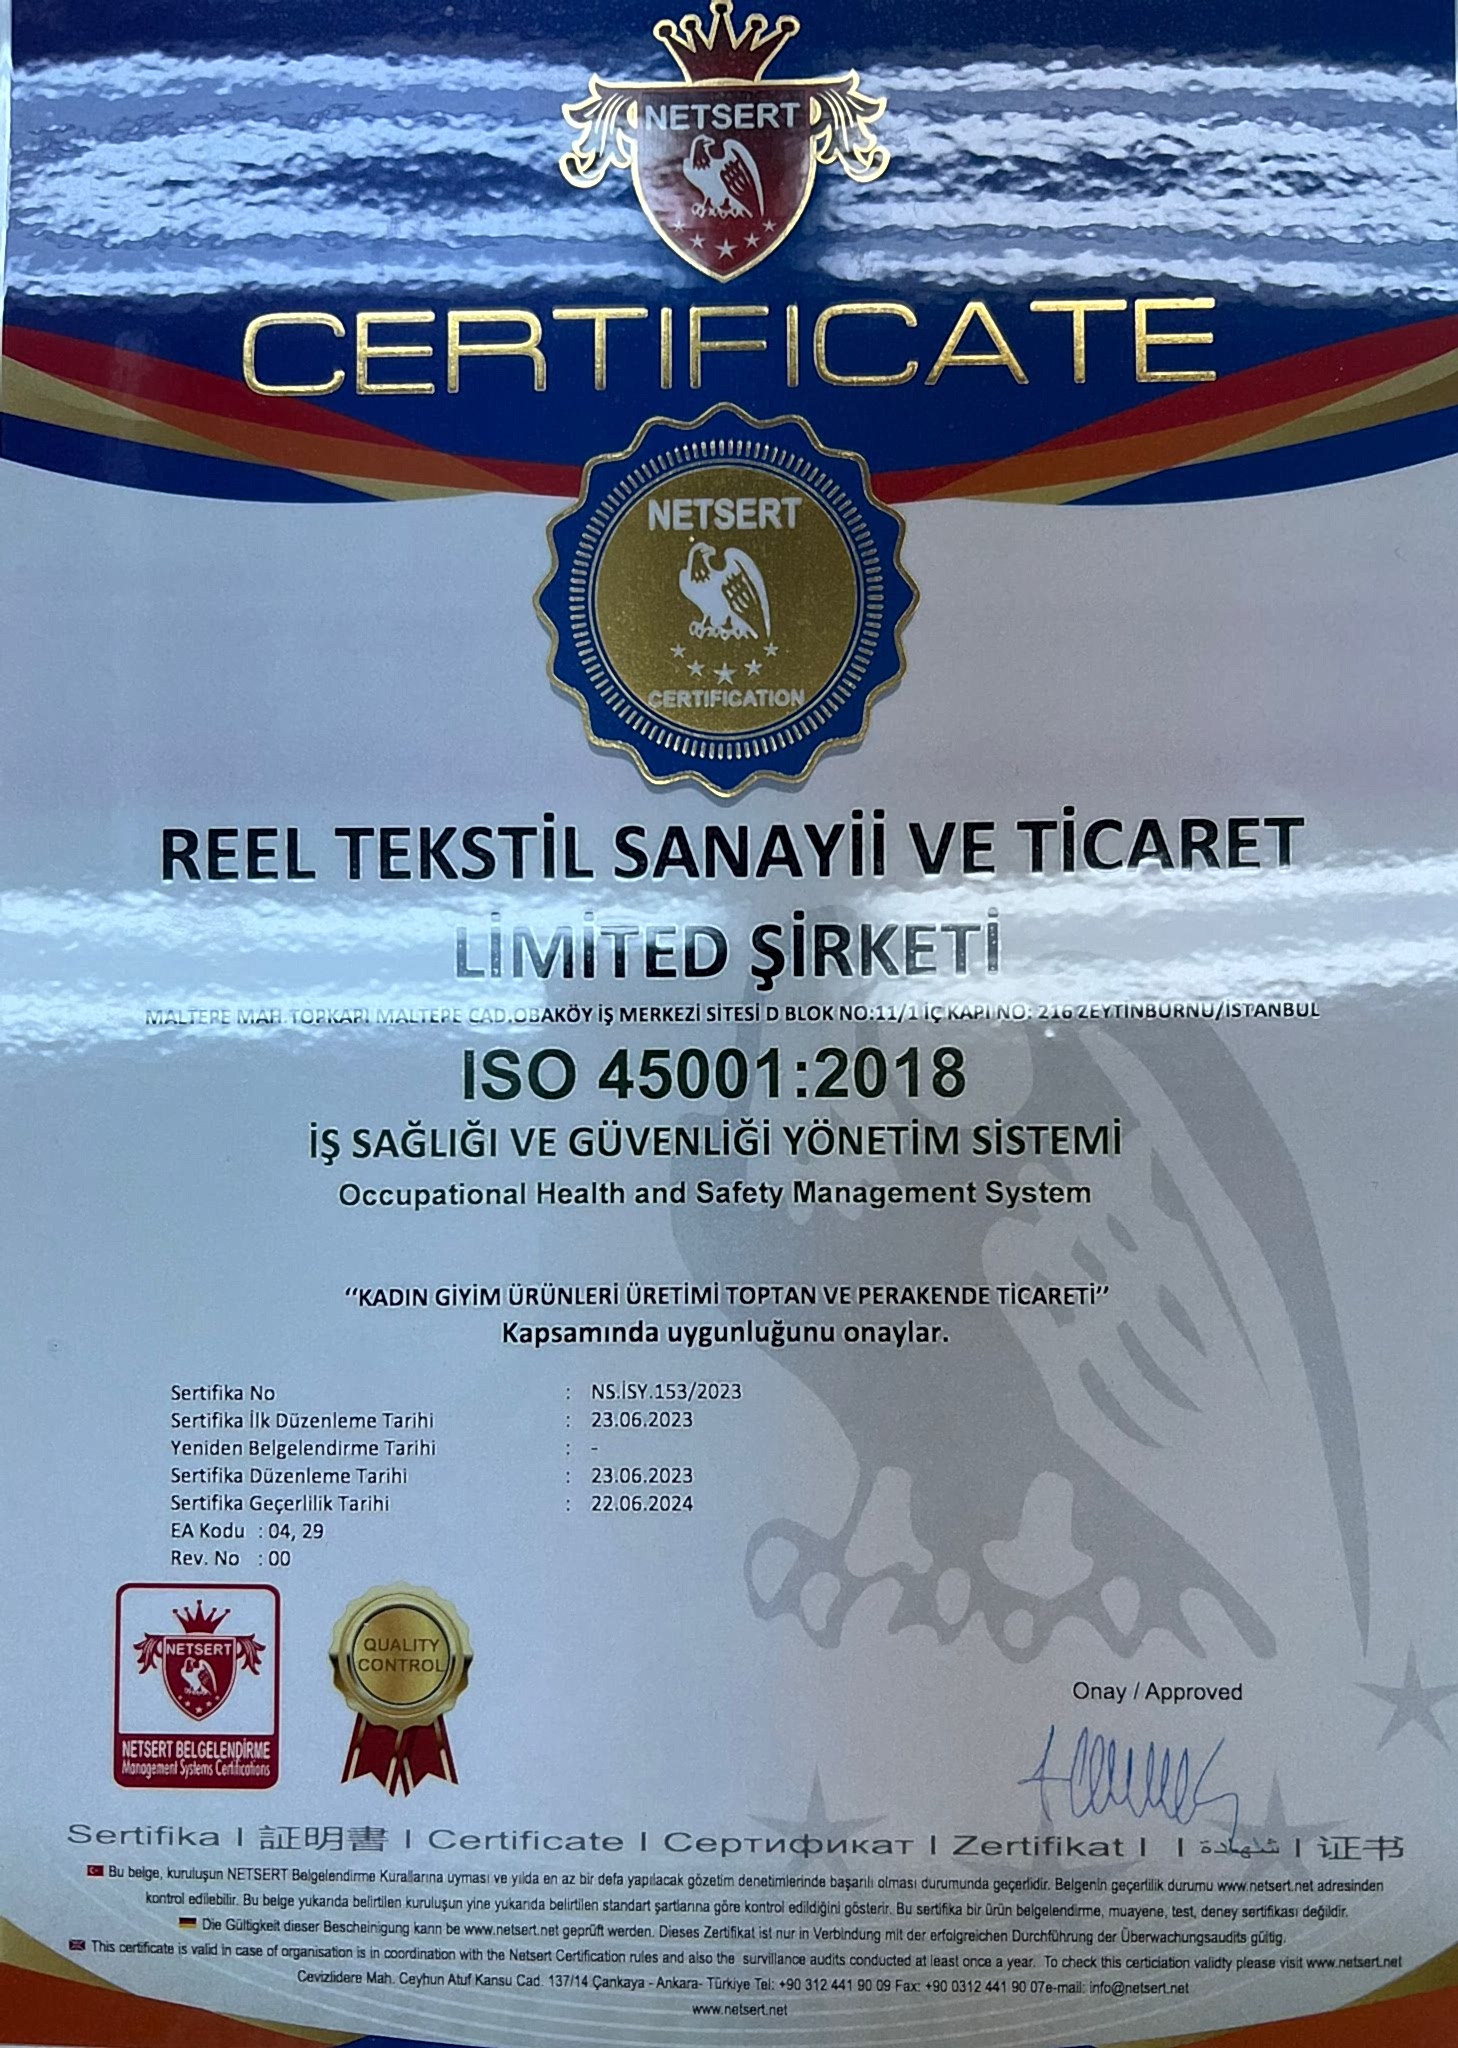 NETSERT
CERTIFICATE
NETSERT
CERTIFICATION
REEL TEKSTİL SANAYİİ VE TİCARET
LİMİTED ŞİRKETİ
MALTEPE MAH.TOPKAPI MALTEPE CAD.OBAKÖY İŞ MERKEZİ SİTESİ D BLOK NO:11/1 İÇ KAPI NO: 216 ZEYTİNBURNU/İSTANBUL
ISO 45001:2018
İŞ SAĞLIĞI VE GÜVENLİĞİ YÖNETİM SİSTEMİ
Occupational Health and Safety Management System
‘‘KADIN GİYİM ÜRÜNLERİ ÜRETİMİ TOPTAN VE PERAKENDE TİCARETİ’’
Kapsamında uygunluğunu onaylar.
Sertifika No : NS.İSY.153/2023
Sertifika İlk Düzenleme Tarihi : 23.06.2023
Yeniden Belgelendirme Tarihi : -
Sertifika Düzenleme Tarihi : 23.06.2023
Sertifika Geçerlilik Tarihi : 22.06.2024
EA Kodu : 04, 29
Rev. No : 00
NETSERT
NETSERT BELGELENDİRME
Management Systems Certifications
QUALITY
CONTROL
Onay / Approved
Sertifika I 証明書 I Certificate I Сертификат I Zertifikat I I شهادة I 证书
Bu belge, kuruluşun NETSERT Belgelendirme Kurallarına uyması ve yılda en az bir defa yapılacak gözetim denetimlerinde başarılı olması durumunda geçerlidir. Belgenin geçerlilik durumu www.netsert.net adresinden
kontrol edilebilir. Bu belge yukarıda belirtilen kuruluşun yine yukarıda belirtilen standart şartlarına göre kontrol edildiğini gösterir. Bu sertifika bir ürün belgelendirme, muayene, test, deney sertifikası değildir.
Die Gültigkeit dieser Bescheinigung kann be www.netsert.net geprüft werden. Dieses Zertifikat ist nur in Verbindung mit der erfolgreichen Durchführung der Überwachungsaudits gültig.
This certificate is valid in case of organisation is in coordination with the Netsert Certification rules and also the survillance audits conducted at least once a year. To check this certiciation validty please visit www.netsert.net
Cevizlidere Mah. Ceyhun Atuf Kansu Cad. 137/14 Çankaya - Ankara- Türkiye Tel: +90 312 441 90 09 Fax: +90 0312 441 90 07e-mail: info@netsert.net
www.netsert.net